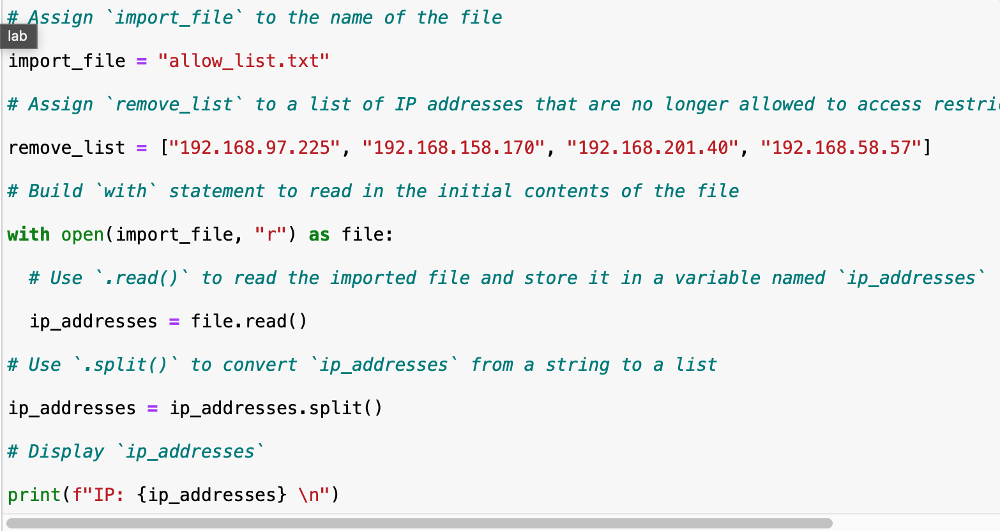 # Assign `import_file` to the name of the file
lab
import_file = "allow_list.txt"
# Assign `remove_list` to a list of IP addresses that are no longer allowed to access
remove_list = ["192.168.97.225", "192.168.158.170", "192.168.201.40", "192.168.58.57"]
# Build `with` statement to read in the initial contents of the file
with open(import_file, "r") as file:
  # Use `.read()` to read the imported file and store it in a variable named `ip_addresses`
  ip_addresses = file.read()
# Use `.split()` to convert `ip_addresses` from a string to a list
ip_addresses = ip_addresses.split()
# Display `ip_addresses`
print(f"IP: {ip_addresses} \n")